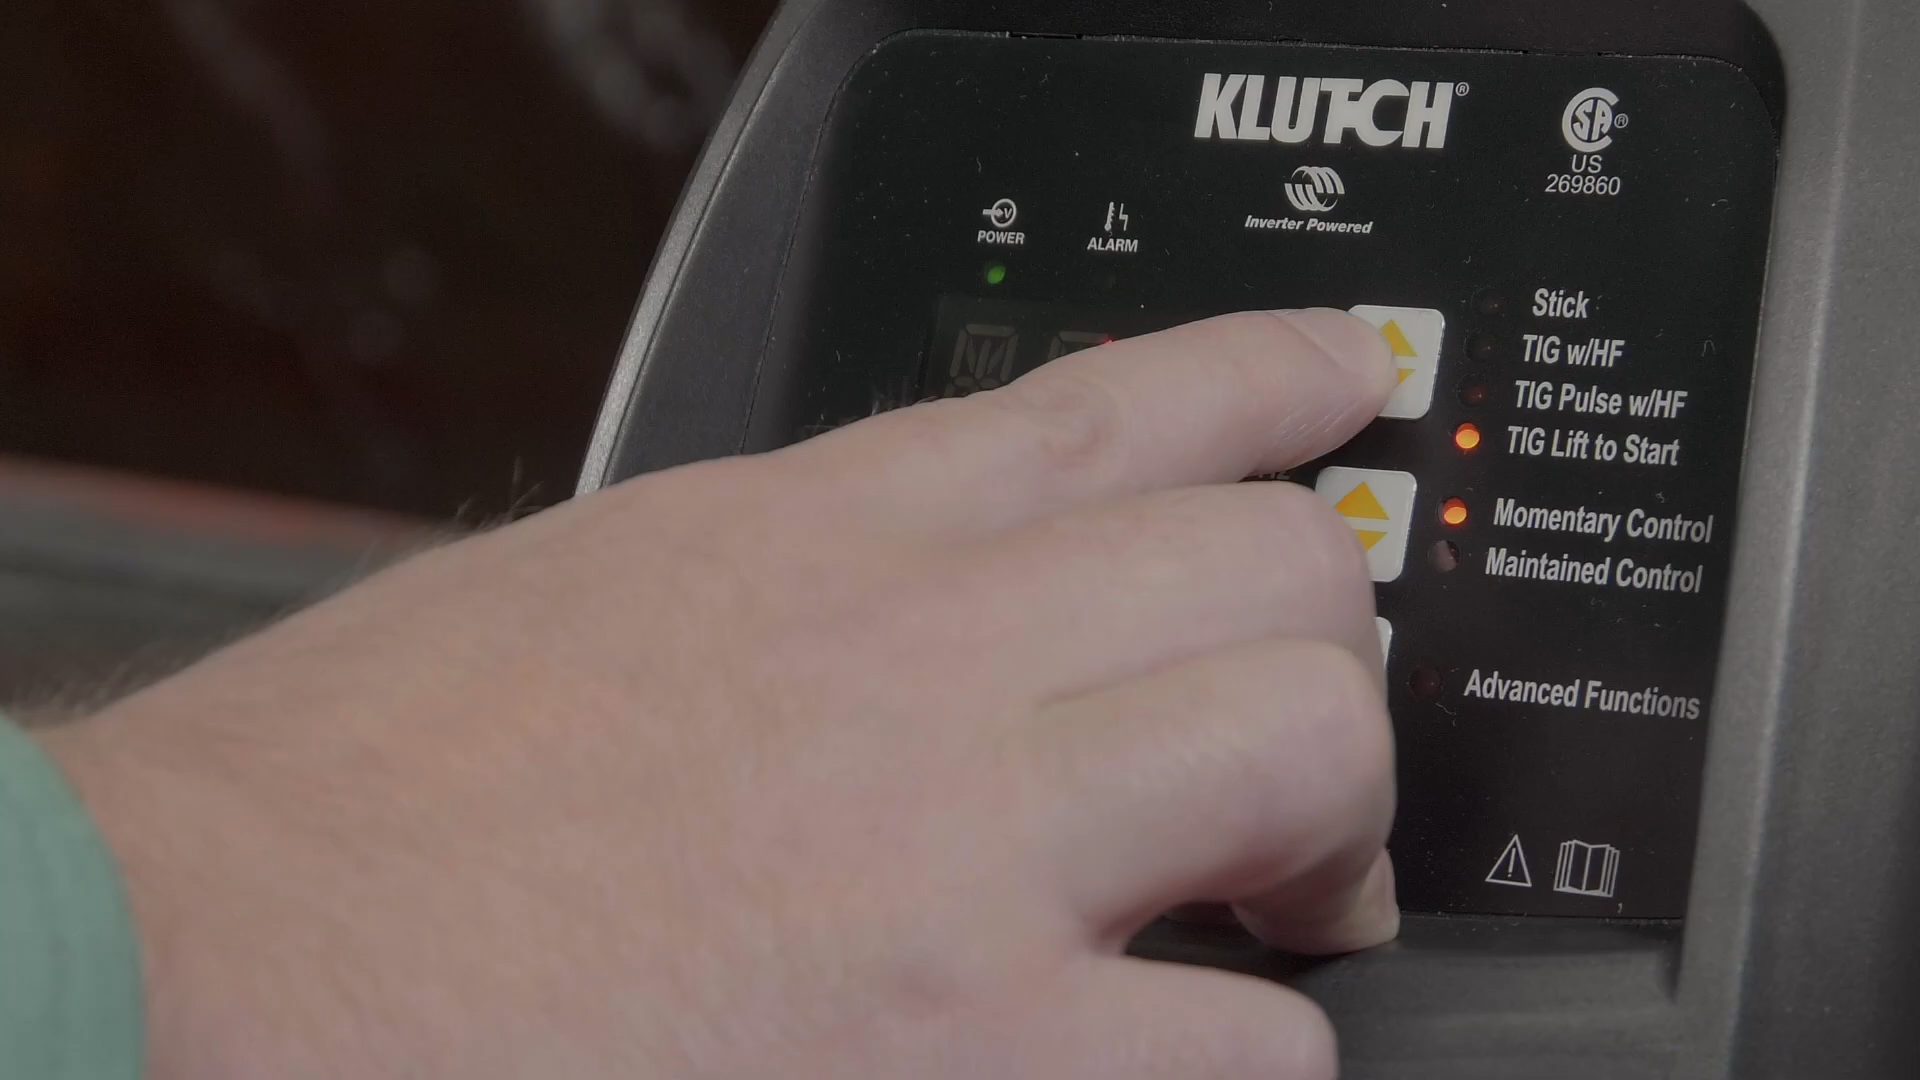 KLUTCH®
SA®
US
269860
Inverter Powered
V
POWER
ALARM
Stick
TIG w/HF
TIG Pulse w/HF
TIG Lift to Start
Momentary Control
Maintained Control
Advanced Functions